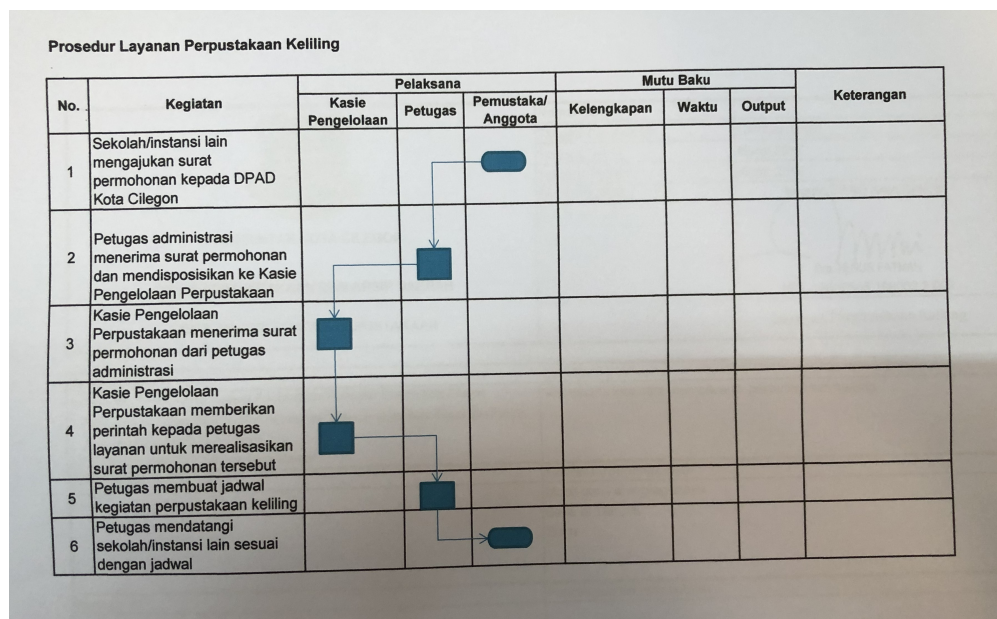 Prosedur Layanan Perpustakaan Keliling
No.
Kegiatan
Pelaksana
Mutu Baku
Keterangan
Kasie
Pengelolaan
Petugas
Pemustaka/
Anggota
Kelengkapan
Waktu
Output
1
Sekolah/instansi lain
mengajukan surat
permohonan kepada DPAD
Kota Cilegon
2
Petugas administrasi
menerima surat permohonan
dan mendisposisikan ke Kasie
Pengelolaan Perpustakaan
3
Kasie Pengelolaan
Perpustakaan menerima surat
permohonan dari petugas
administrasi
4
Kasie Pengelolaan
Perpustakaan memberikan
perintah kepada petugas
layanan untuk merealisasikan
surat permohonan tersebut
5
Petugas membuat jadwal
kegiatan perpustakaan keliling
6
Petugas mendatangi
sekolah/instansi lain sesuai
dengan jadwal